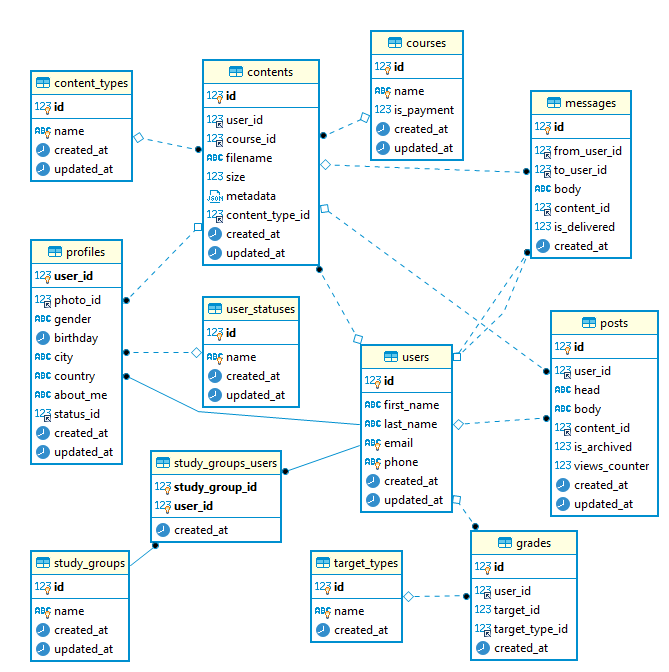 content_types
123 id
ABC name
created_at
updated_at
contents
123 id
123 user_id
123 course_id
ABC filename
123 size
JSON metadata
123 content_type_id
created_at
updated_at
courses
123 id
ABC name
123 is_payment
created_at
updated_at
messages
123 id
123 from_user_id
123 to_user_id
ABC body
123 content_id
123 is_delivered
created_at
profiles
123 user_id
123 photo_id
ABC gender
birthday
ABC city
ABC country
ABC about_me
123 status_id
created_at
updated_at
user_statuses
123 id
ABC name
created_at
updated_at
users
123 id
ABC first_name
ABC last_name
ABC email
ABC phone
created_at
updated_at
posts
123 id
123 user_id
ABC head
ABC body
123 content_id
123 is_archived
123 views_counter
created_at
updated_at
study_groups_users
123 study_group_id
123 user_id
created_at
study_groups
123 id
ABC name
created_at
updated_at
target_types
123 id
ABC name
created_at
grades
123 id
123 user_id
123 target_id
123 target_type_id
created_at